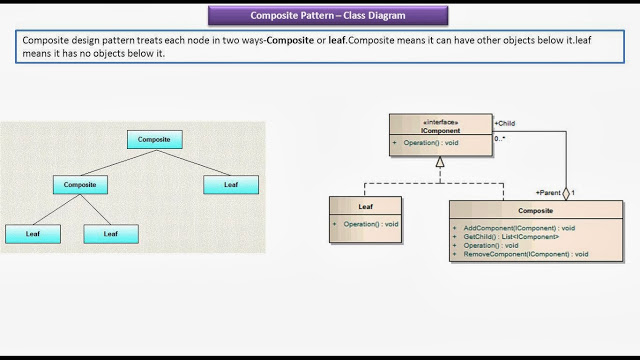 Composite Pattern – Class Diagram
Composite design pattern treats each node in two ways-Composite or leaf.Composite means it can have other objects below it.leaf
means it has no objects below it.
Composite
Composite
Leaf
Leaf
Leaf
«interface»
IComponent
+ Operation() : void
+Child
0..*
+Parent
1
Leaf
+ Operation() : void
Composite
+ AddComponent(IComponent) : void
+ GetChild() : List<IComponent>
+ Operation() : void
+ RemoveComponent(IComponent) : void